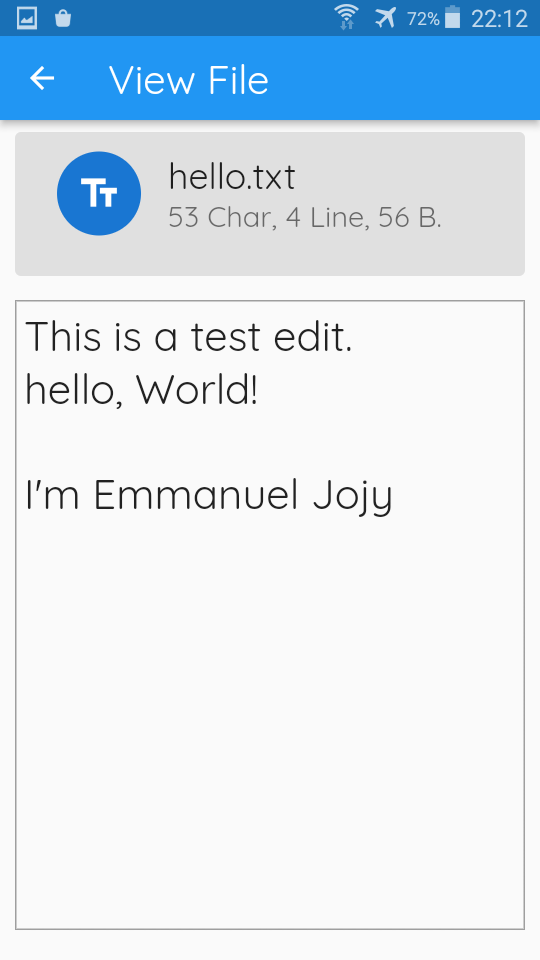 72% 22:12
View File
Tт
hello.txt
53 Char, 4 Line, 56 B.
This is a test edit.
hello, World!
I'm Emmanuel Jojy